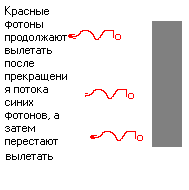 Красные
фотоны
продолжают
вылетать
после
прекращени
я потока
синих
фотонов, а
затем
перестают
вылетать